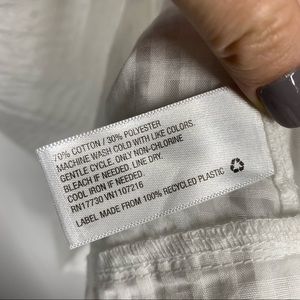 70% COTTON / 30% POLYESTER
MACHINE WASH COLD WITH LIKE COLORS,
GENTLE CYCLE, ONLY NON-CHLORINE
BLEACH IF NEEDED. LINE DRY.
COOL IRON IF NEEDED.
RN17730 VN1107216
LABEL MADE FROM 100% RECYCLED PLASTIC